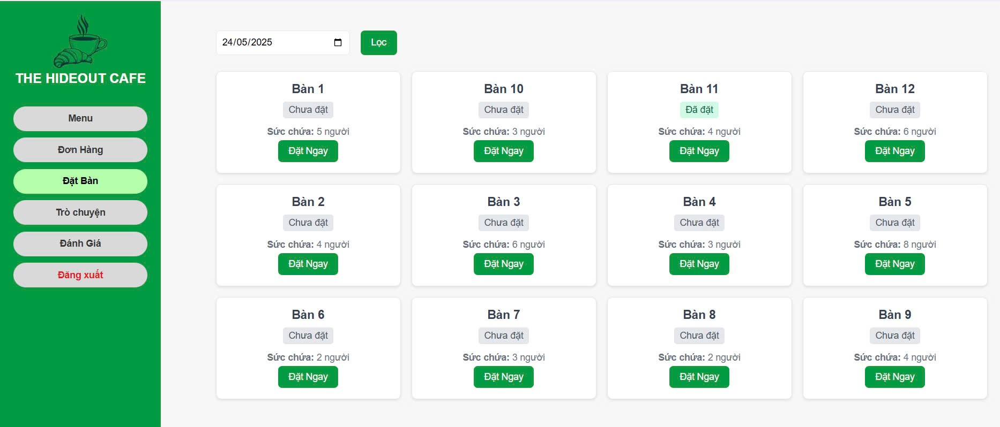 THE HIDEOUT CAFE
Menu
Đơn Hàng
Đặt Bàn
Trò chuyện
Đánh Giá
Đăng xuất
24/05/2025
Lọc
Bàn 1
Chưa đặt
Sức chứa: 5 người
Đặt Ngay
Bàn 10
Chưa đặt
Sức chứa: 3 người
Đặt Ngay
Bàn 11
Đã đặt
Sức chứa: 4 người
Đặt Ngay
Bàn 12
Chưa đặt
Sức chứa: 6 người
Đặt Ngay
Bàn 2
Chưa đặt
Sức chứa: 4 người
Đặt Ngay
Bàn 3
Chưa đặt
Sức chứa: 6 người
Đặt Ngay
Bàn 4
Chưa đặt
Sức chứa: 3 người
Đặt Ngay
Bàn 5
Chưa đặt
Sức chứa: 8 người
Đặt Ngay
Bàn 6
Chưa đặt
Sức chứa: 2 người
Đặt Ngay
Bàn 7
Chưa đặt
Sức chứa: 3 người
Đặt Ngay
Bàn 8
Chưa đặt
Sức chứa: 2 người
Đặt Ngay
Bàn 9
Chưa đặt
Sức chứa: 4 người
Đặt Ngay